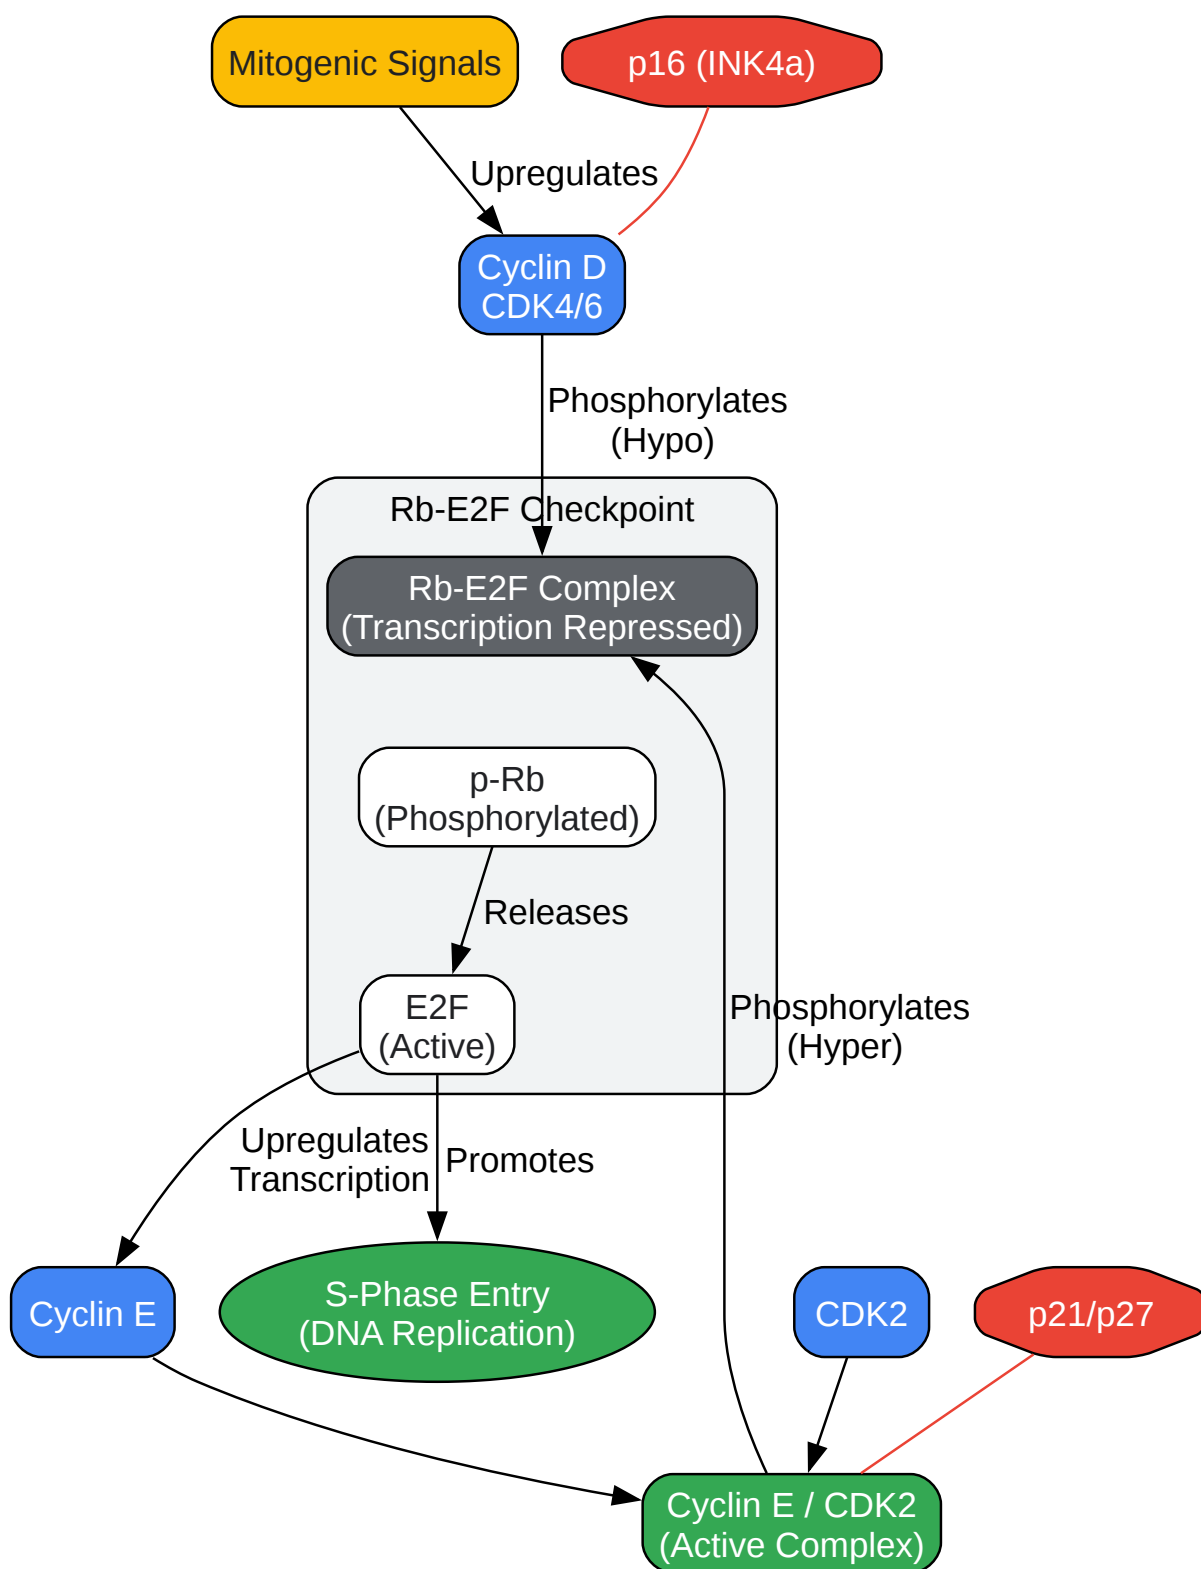 Mitogenic Signals
p16 (INK4a)
Upregulates
Cyclin D
CDK4/6
Phosphorylates
(Hypo)
Rb-E2F Checkpoint
Rb-E2F Complex
(Transcription Repressed)
p-Rb
(Phosphorylated)
Releases
E2F
(Active)
Phosphorylates
(Hyper)
Upregulates
Transcription
Promotes
Cyclin E
S-Phase Entry
(DNA Replication)
CDK2
p21/p27
Cyclin E / CDK2
(Active Complex)